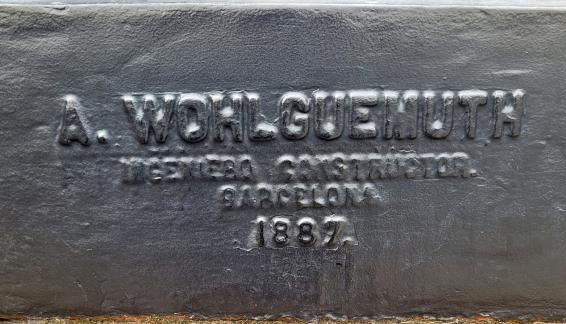 A. WOHLGUEMUTH
INGENIERO CONSTRUCTOR.
BARCELONA
1887.